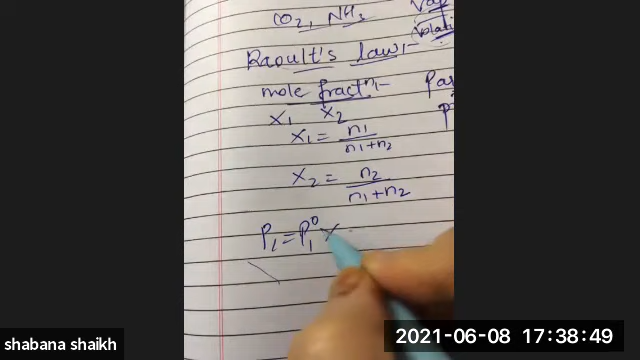 CO2, NH3
Raoult's law:-
mole fractn:-
x1 x2
x1 = n1/n1+n2
x2 = n2/n1+n2
P1 = P1⁰ x
shabana shaikh
2021-06-08 17:38:49